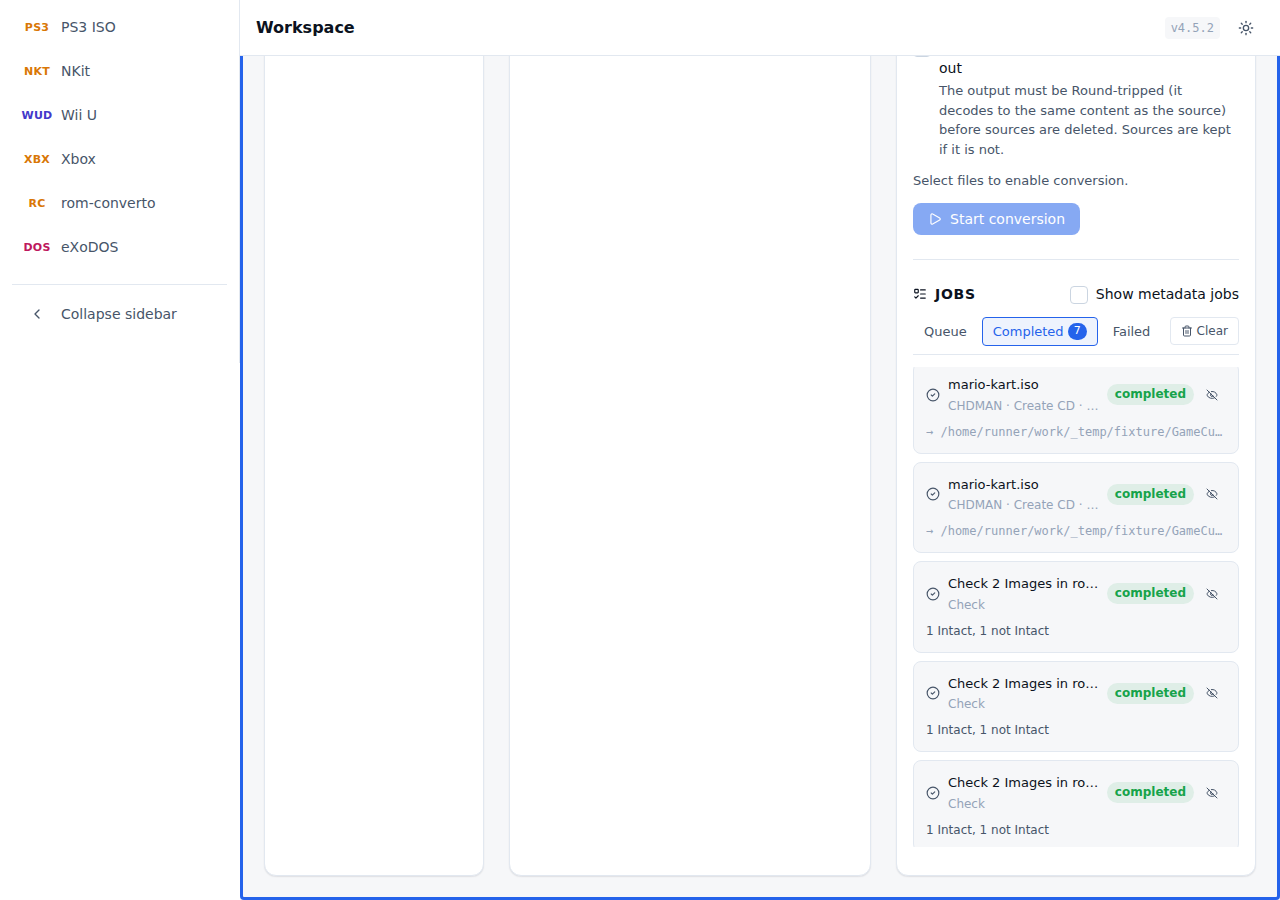 PS3 PS3 ISO
NKT NKit
WUD Wii U
XBX Xbox
RC rom-converto
DOS eXoDOS
Collapse sidebar
Workspace
v4.5.2
out
The output must be Round-tripped (it
decodes to the same content as the source)
before sources are deleted. Sources are kept
if it is not.
Select files to enable conversion.
Start conversion
JOBS
Show metadata jobs
Queue
Completed 7
Failed
Clear
mario-kart.iso
CHDMAN · Create CD · ...
completed
→ /home/runner/work/_temp/fixture/GameCu…
mario-kart.iso
CHDMAN · Create CD · ...
completed
→ /home/runner/work/_temp/fixture/GameCu…
Check 2 Images in ro...
Check
completed
1 Intact, 1 not Intact
Check 2 Images in ro...
Check
completed
1 Intact, 1 not Intact
Check 2 Images in ro...
Check
completed
1 Intact, 1 not Intact